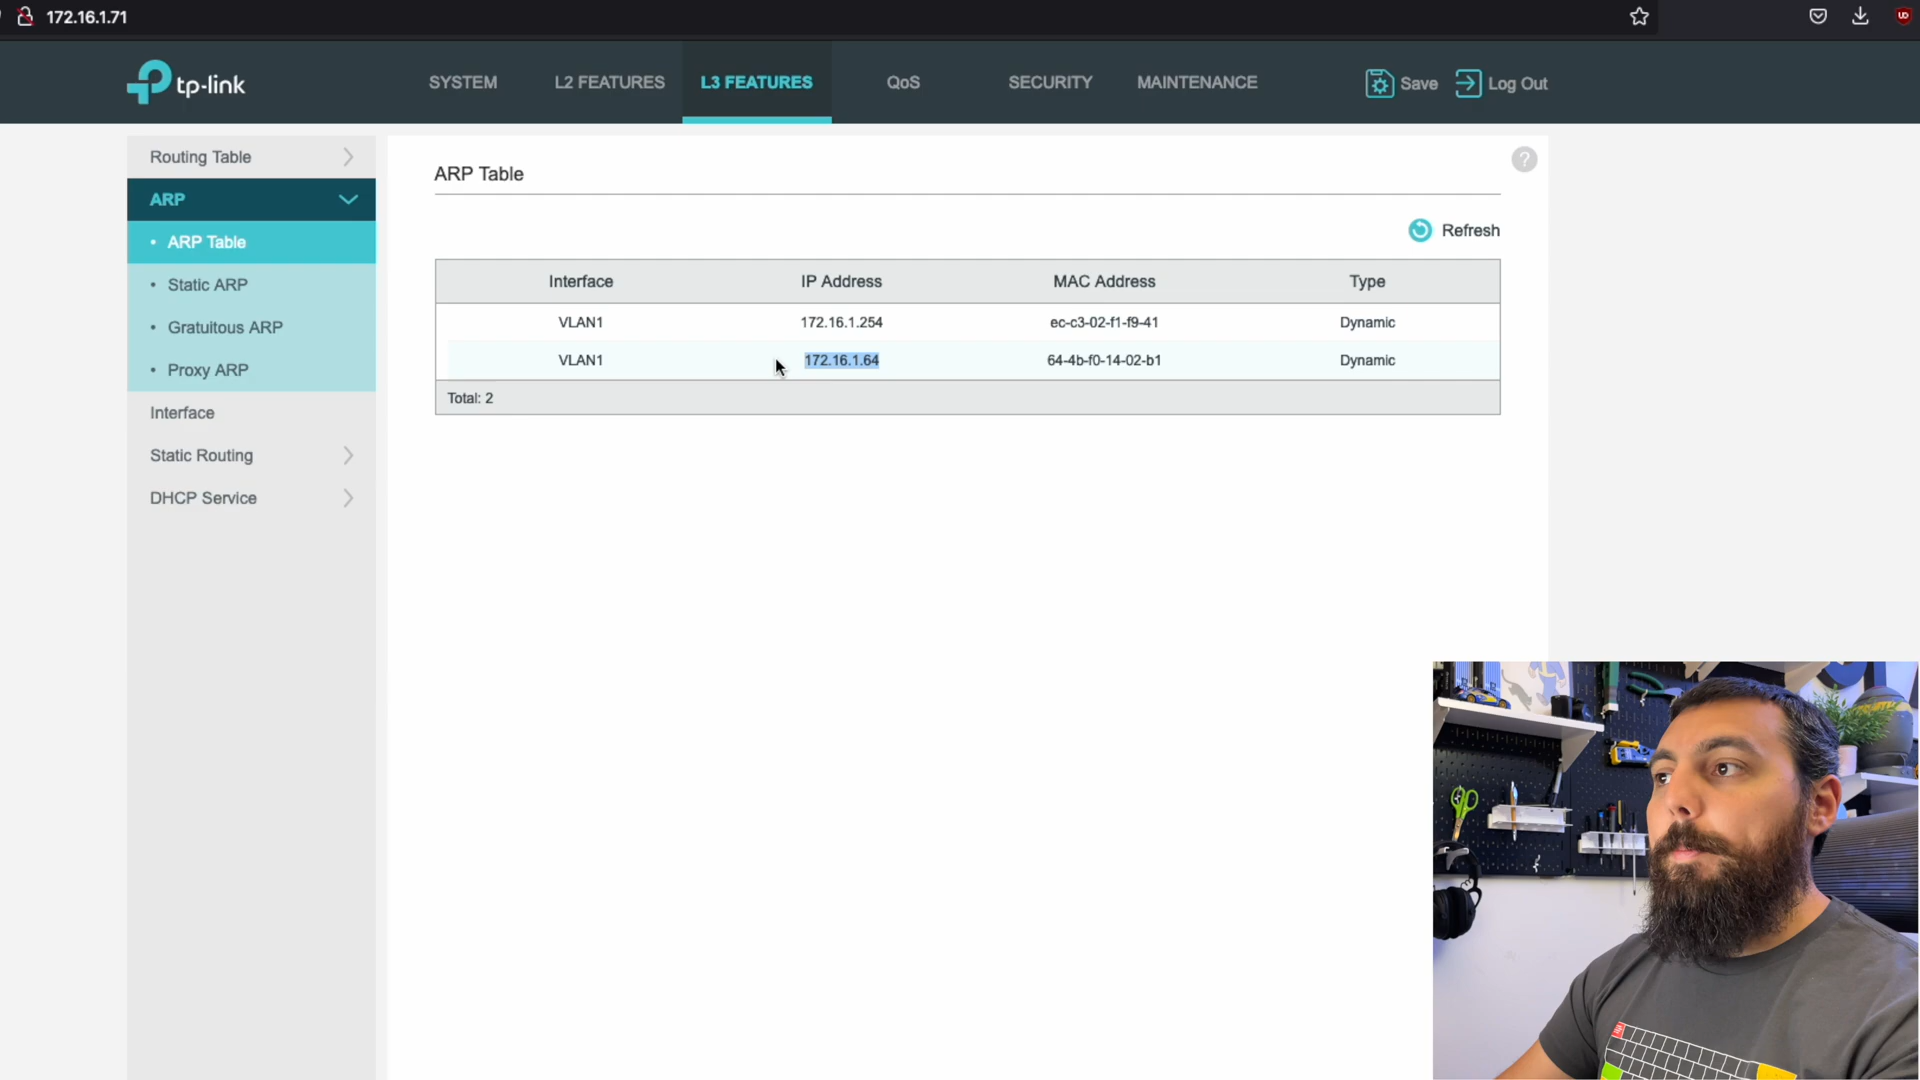 172.16.1.71
tp-link
SYSTEM
L2 FEATURES
L3 FEATURES
QoS
SECURITY
MAINTENANCE
Save
Log Out
Routing Table
ARP
• ARP Table
• Static ARP
• Gratuitous ARP
• Proxy ARP
Interface
Static Routing
DHCP Service
ARP Table
?
Refresh
Interface IP Address MAC Address Type
VLAN1 172.16.1.254 ec-c3-02-f1-f9-41 Dynamic
VLAN1 172.16.1.64 64-4b-f0-14-02-b1 Dynamic
Total: 2